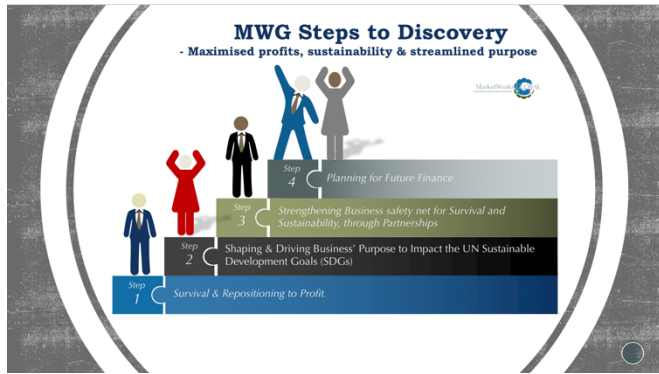 MWG Steps to Discovery
- Maximised profits, sustainability & streamlined purpose
MarketWorks GLOBAL
Step
4
Planning for Future Finance
Step
3
Strengthening Business safety net for Survival and
Sustainability, through Partnerships
Step
2
Shaping & Driving Business' Purpose to Impact the UN Sustainable
Development Goals (SDGs)
Step
1
Survival & Repositioning to Profit.